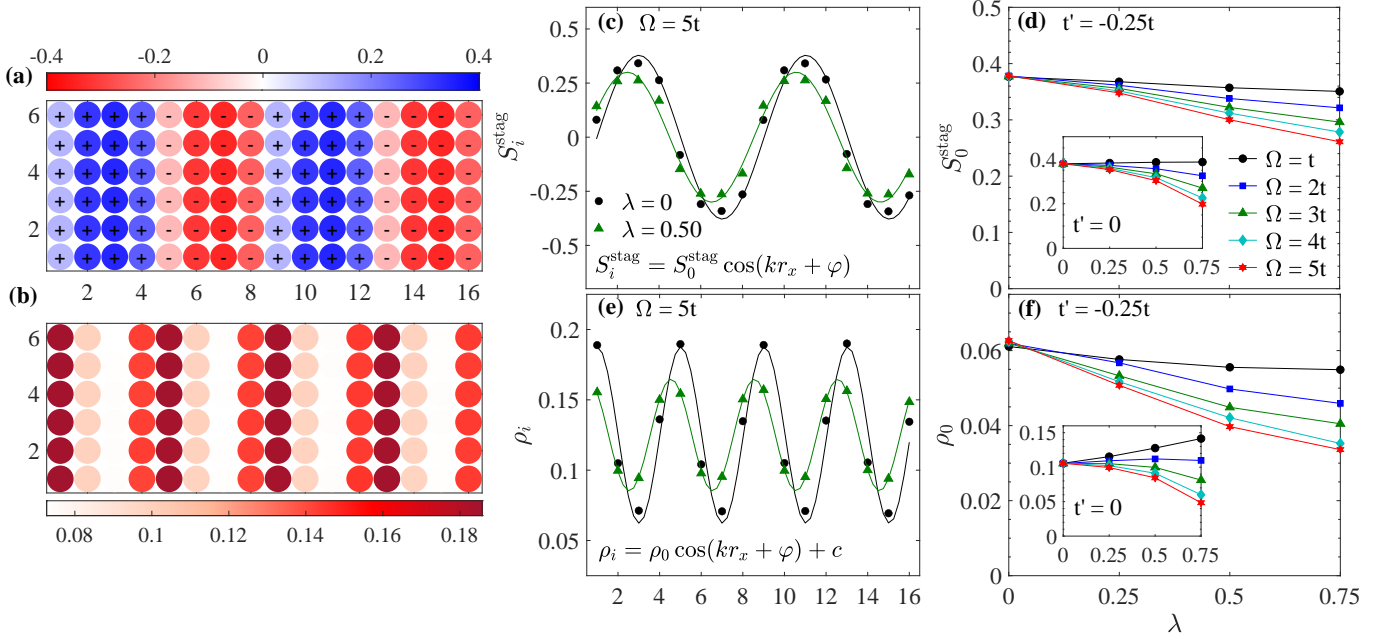 (a)
-0.4 -0.2 0 0.2 0.4
6 + + + + - - - - + + + + - - - -
+ + + + - - - - + + + + - - - -
4 + + + + - - - - + + + + - - - -
+ + + + - - - - + + + + - - - -
2 + + + + - - - - + + + + - - - -
+ + + + - - - - + + + + - - - -
2 4 6 8 10 12 14 16
(b)
6
4
2
0.08 0.1 0.12 0.14 0.16 0.18
(c) Ω = 5t
0.5
0.25
0
-0.25
-0.5
S_i^stag
λ = 0
λ = 0.50
S_i^stag = S_0^stag cos(kr_x + φ)
(e) Ω = 5t
0.2
0.15
0.1
0.05
ρ_i
ρ_i = ρ_0 cos(kr_x + φ) + c
2 4 6 8 10 12 14 16
(d) t' = -0.25t
0.5
0.4
0.3
0.2
0.1
0
S_0^stag
0.4
0.2
0
t' = 0
0 0.25 0.5 0.75
Ω = t
Ω = 2t
Ω = 3t
Ω = 4t
Ω = 5t
(f) t' = -0.25t
0.06
0.04
0.02
0
ρ_0
0.15
0.1
0.05
0
t' = 0
0 0.25 0.5 0.75
0 0.25 0.50 0.75
λ